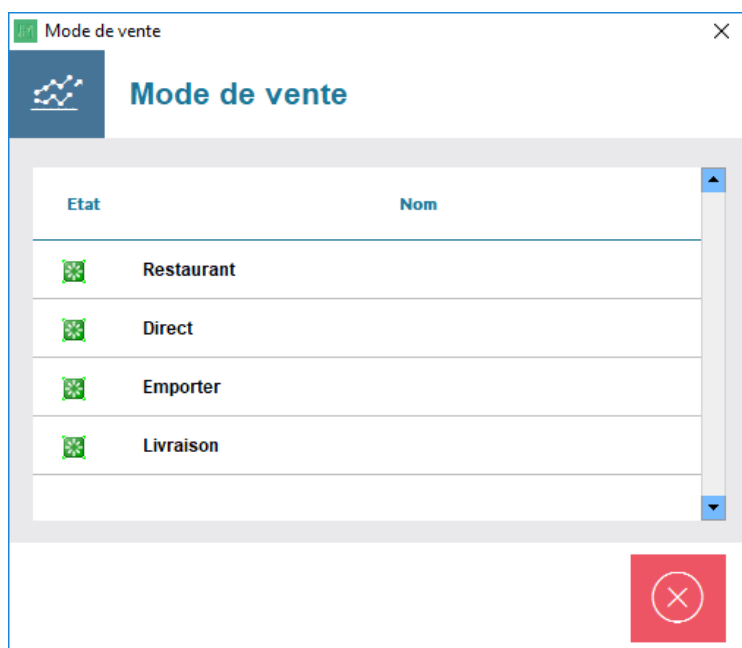 Mode de vente
Mode de vente
Etat Nom
Restaurant
Direct
Emporter
Livraison